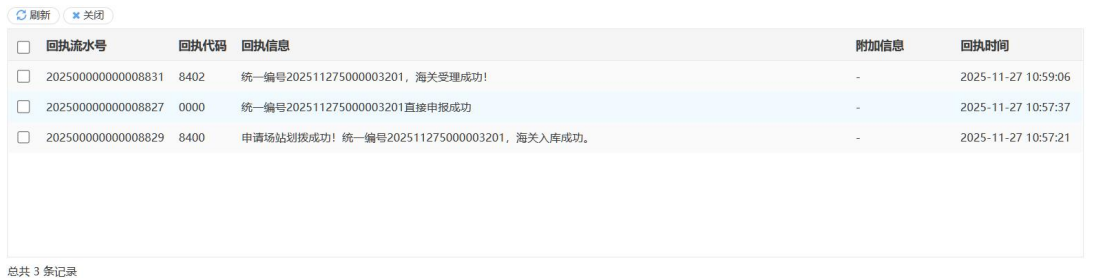 刷新 关闭
回执流水号 回执代码 回执信息 附加信息 回执时间
202500000000008831 8402 统一编号202511275000003201，海关受理成功！ - 2025-11-27 10:59:06
202500000000008827 0000 统一编号202511275000003201直接申报成功 - 2025-11-27 10:57:37
202500000000008829 8400 申请场站划拨成功！统一编号202511275000003201，海关入库成功。 - 2025-11-27 10:57:21
总共 3 条记录